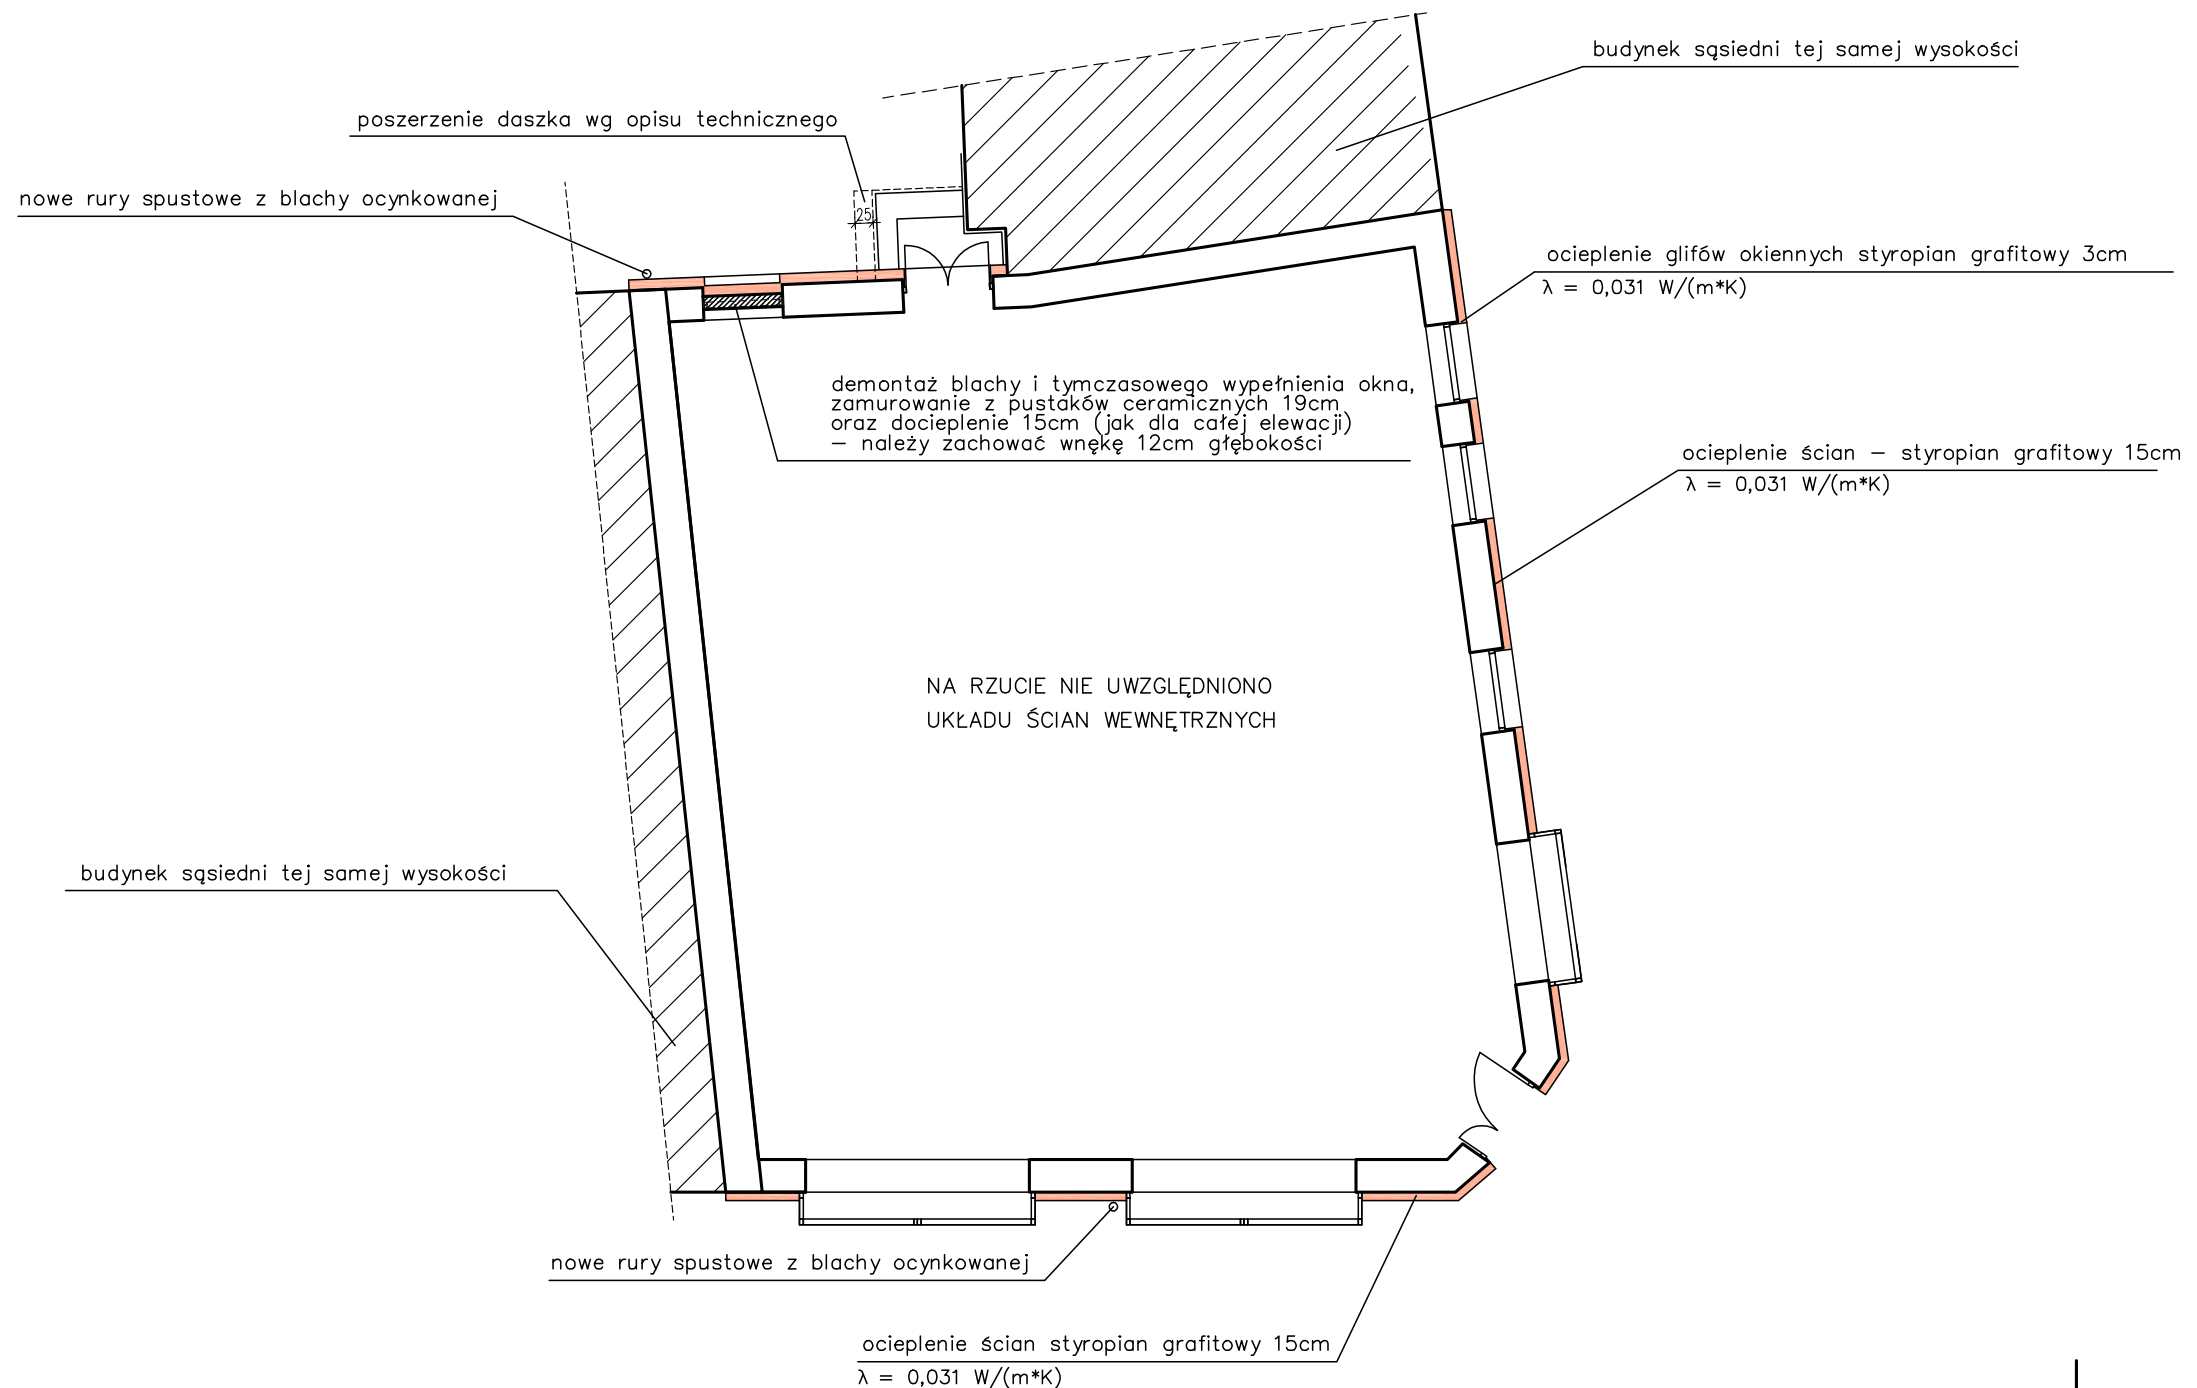 budynek sąsiedni tej samej wysokości
poszerzenie daszka wg opisu technicznego
nowe rury spustowe z blachy ocynkowanej
25
ocieplenie glifów okiennych styropian grafitowy 3cm
λ = 0,031 W/(m*K)
demontaż blachy i tymczasowego wypełnienia okna,
zamurowanie z pustaków ceramicznych 19cm
oraz docieplenie 15cm (jak dla całej elewacji)
– należy zachować wnękę 12cm głębokości
ocieplenie ścian – styropian grafitowy 15cm
λ = 0,031 W/(m*K)
NA RZUCIE NIE UWZGLĘDNIONO
UKŁADU ŚCIAN WEWNĘTRZNYCH
budynek sąsiedni tej samej wysokości
nowe rury spustowe z blachy ocynkowanej
ocieplenie ścian styropian grafitowy 15cm
λ = 0,031 W/(m*K)